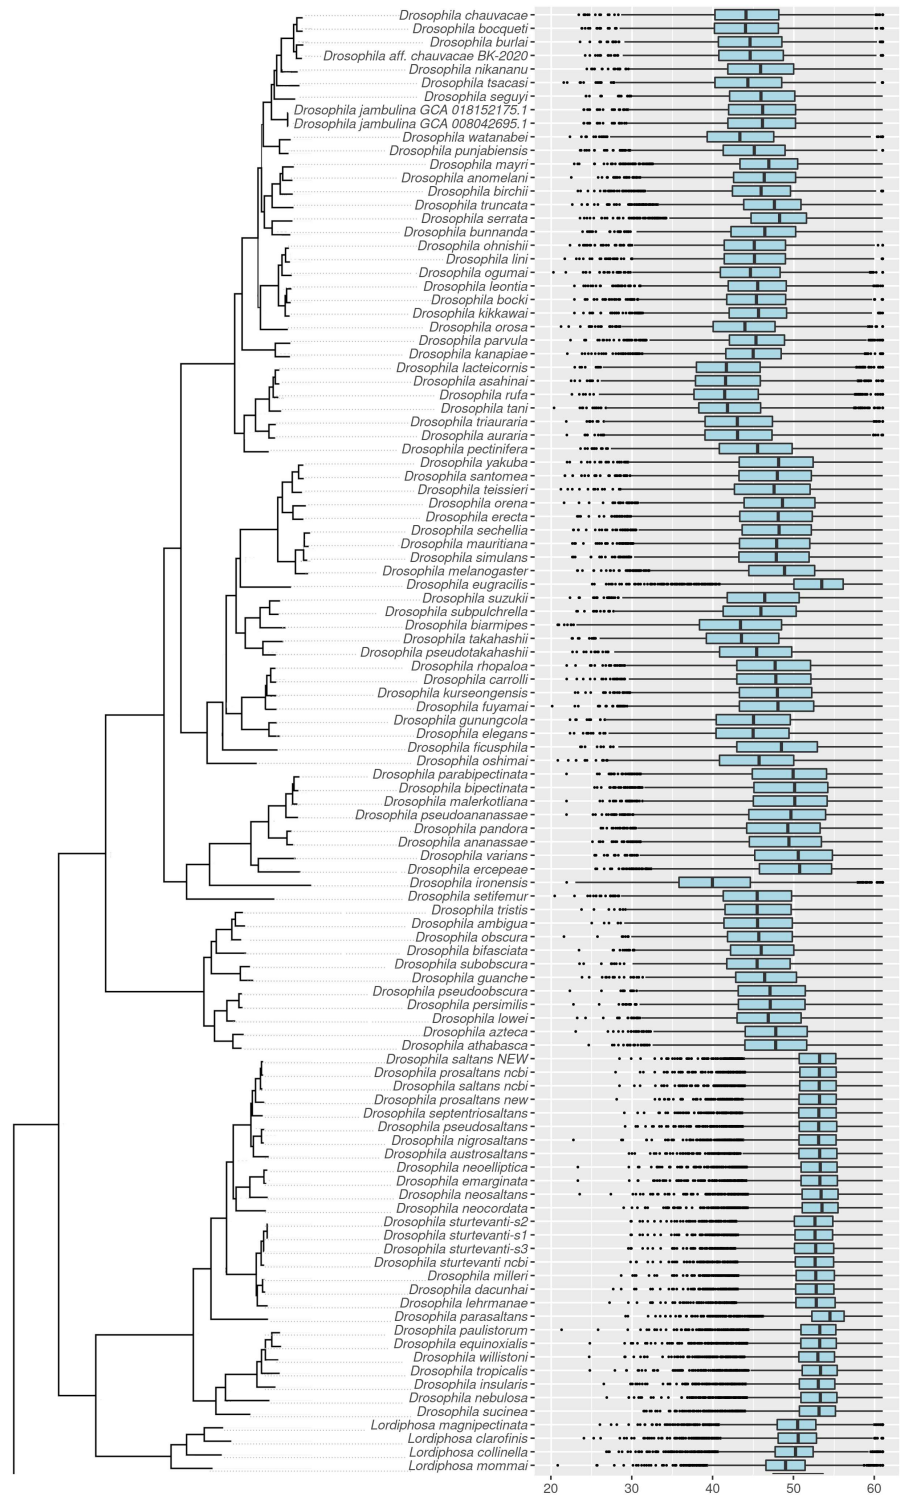 Drosophila chauvacae
Drosophila bocqueti
Drosophila burlai
Drosophila aff. chauvacae BK-2020
Drosophila nikananu
Drosophila tsacasi
Drosophila seguyi
Drosophila jambulina GCA 018152175.1
Drosophila jambulina GCA 008042695.1
Drosophila watanabei
Drosophila punjabiensis
Drosophila mayri
Drosophila anomelani
Drosophila birchii
Drosophila truncata
Drosophila serrata
Drosophila bunnanda
Drosophila ohnishii
Drosophila lini
Drosophila ogumai
Drosophila leontia
Drosophila bocki
Drosophila kikkawai
Drosophila orosa
Drosophila parvula
Drosophila kanapiae
Drosophila lacteicornis
Drosophila asahinai
Drosophila rufa
Drosophila tani
Drosophila triauraria
Drosophila auraria
Drosophila pectinifera
Drosophila yakuba
Drosophila santomea
Drosophila teissieri
Drosophila orena
Drosophila erecta
Drosophila sechellia
Drosophila mauritiana
Drosophila simulans
Drosophila melanogaster
Drosophila eugracilis
Drosophila suzukii
Drosophila subpulchrella
Drosophila biarmipes
Drosophila takahashii
Drosophila pseudotakahashii
Drosophila rhopaloa
Drosophila carrolli
Drosophila kurseongensis
Drosophila fuyamai
Drosophila gunungcola
Drosophila elegans
Drosophila ficusphila
Drosophila oshimai
Drosophila parabipectinata
Drosophila bipectinata
Drosophila malerkotliana
Drosophila pseudoananassae
Drosophila pandora
Drosophila ananassae
Drosophila varians
Drosophila ercepeae
Drosophila ironensis
Drosophila setifemur
Drosophila tristis
Drosophila ambigua
Drosophila obscura
Drosophila bifasciata
Drosophila subobscura
Drosophila guanche
Drosophila pseudoobscura
Drosophila persimilis
Drosophila lowei
Drosophila azteca
Drosophila athabasca
Drosophila saltans NEW
Drosophila prosaltans ncbi
Drosophila saltans ncbi
Drosophila prosaltans new
Drosophila septentriosaltans
Drosophila pseudosaltans
Drosophila nigrosaltans
Drosophila austrosaltans
Drosophila neoelliptica
Drosophila emarginata
Drosophila neosaltans
Drosophila neocordata
Drosophila sturtevanti-s2
Drosophila sturtevanti-s1
Drosophila sturtevanti-s3
Drosophila sturtevanti ncbi
Drosophila milleri
Drosophila dacunhai
Drosophila lehrmanae
Drosophila parasaltans
Drosophila paulistorum
Drosophila equinoxialis
Drosophila willistoni
Drosophila tropicalis
Drosophila insularis
Drosophila nebulosa
Drosophila sucinea
Lordiphosa magnipectinata
Lordiphosa clarofinis
Lordiphosa collinella
Lordiphosa mommai
20 30 40 50 60